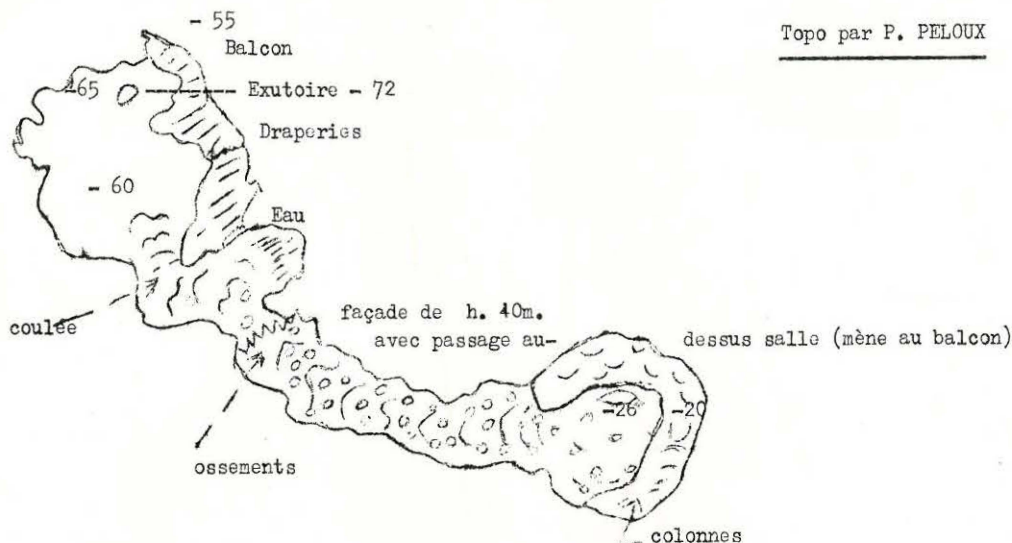 - 55
Topo par P. PELOUX
Balcon
-65
Exutoire - 72
Draperies
- 60
Eau
façade de h. 40m.
coulée
avec passage au- dessus salle (mène au balcon)
-26 -20
ossements
colonnes